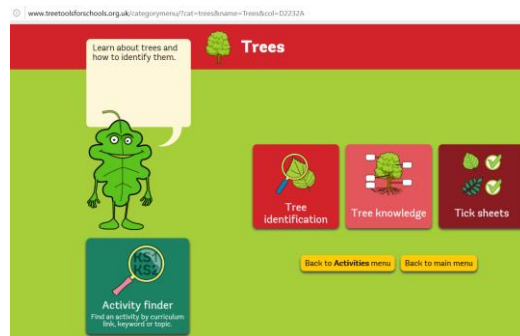 www.treetoolsforschools.org.uk/categorymenu/?cat=trees&name=Trees&col=D2232A
Learn about trees and
how to identify them.
Trees
Tree
identification
Tree knowledge
Tick sheets
Back to Activities menu
Back to main menu
KS1
KS2
Activity finder
Find an activity by curriculum
link, keyword or topic.